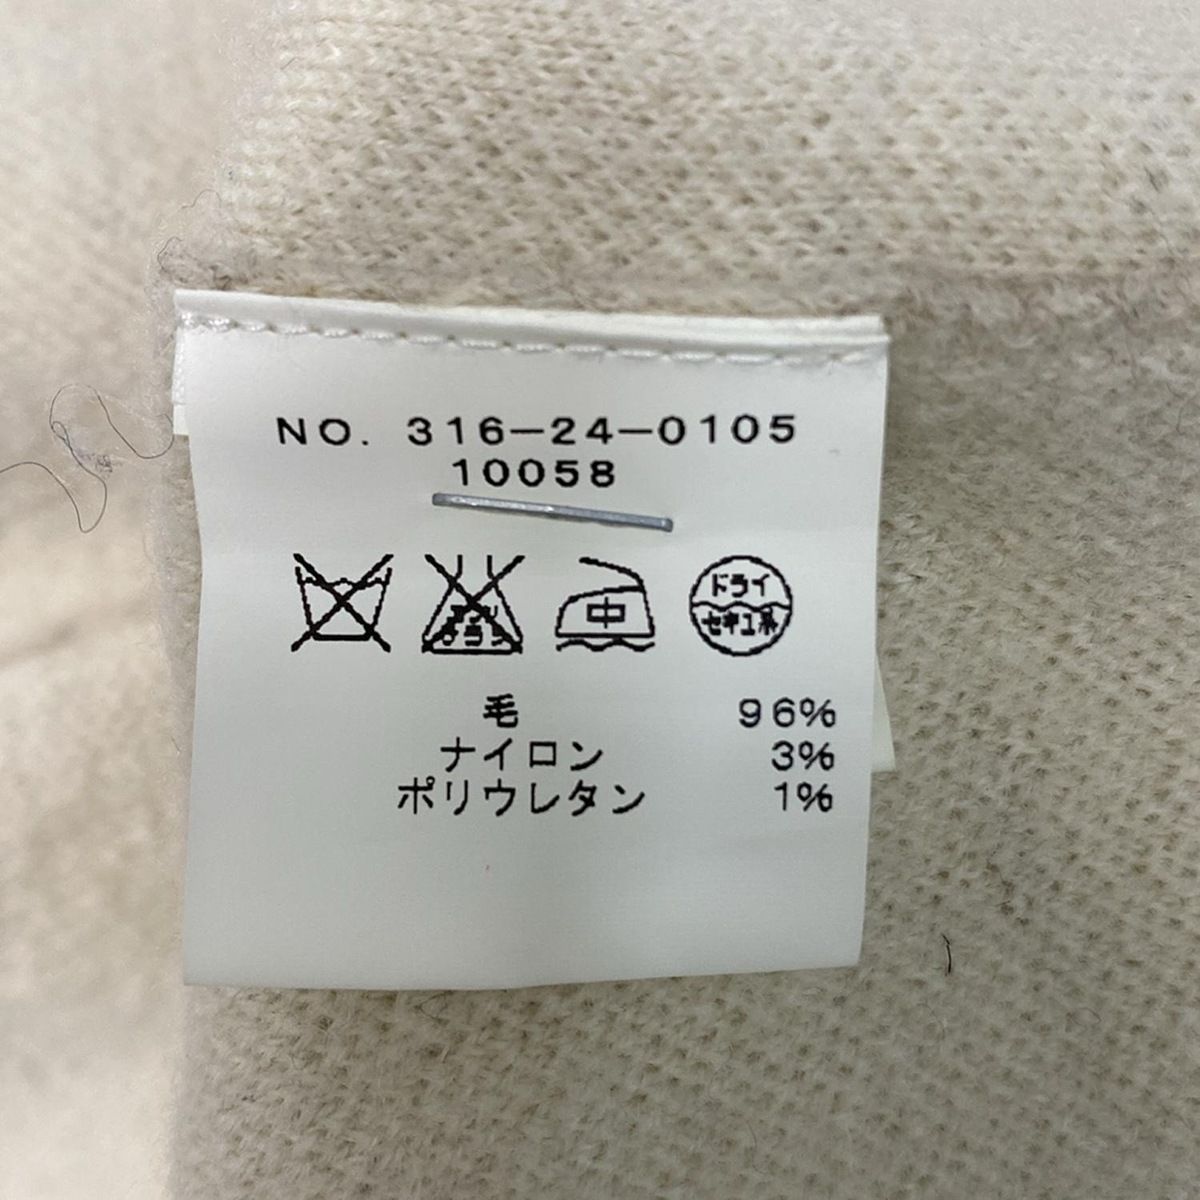 NO. 316-24-0105
10058
中 ドライ
セキユ系
毛 96%
ナイロン 3%
ポリウレタン 1%